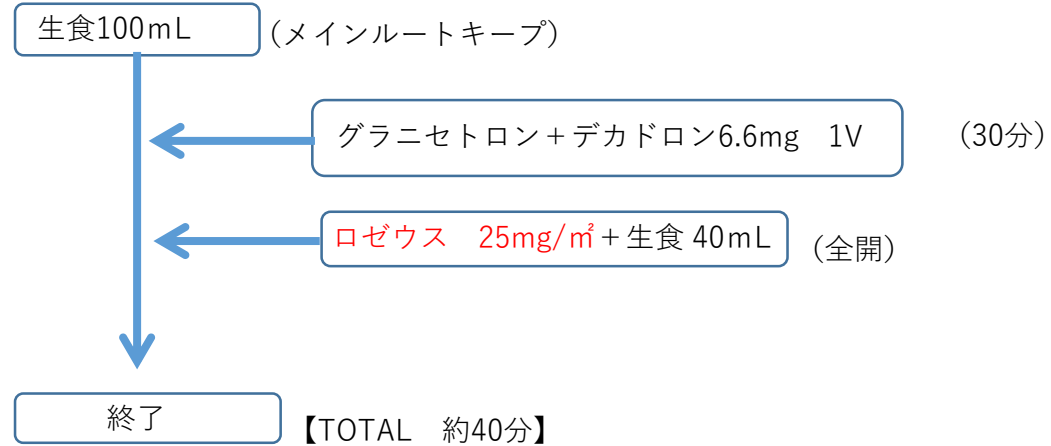 生食100mL (メインルートキープ)
グラニセトロン+デカドロン6.6mg 1V (30分)
ロゼウス 25mg/㎡+生食 40mL (全開)
終了 【TOTAL 約40分】